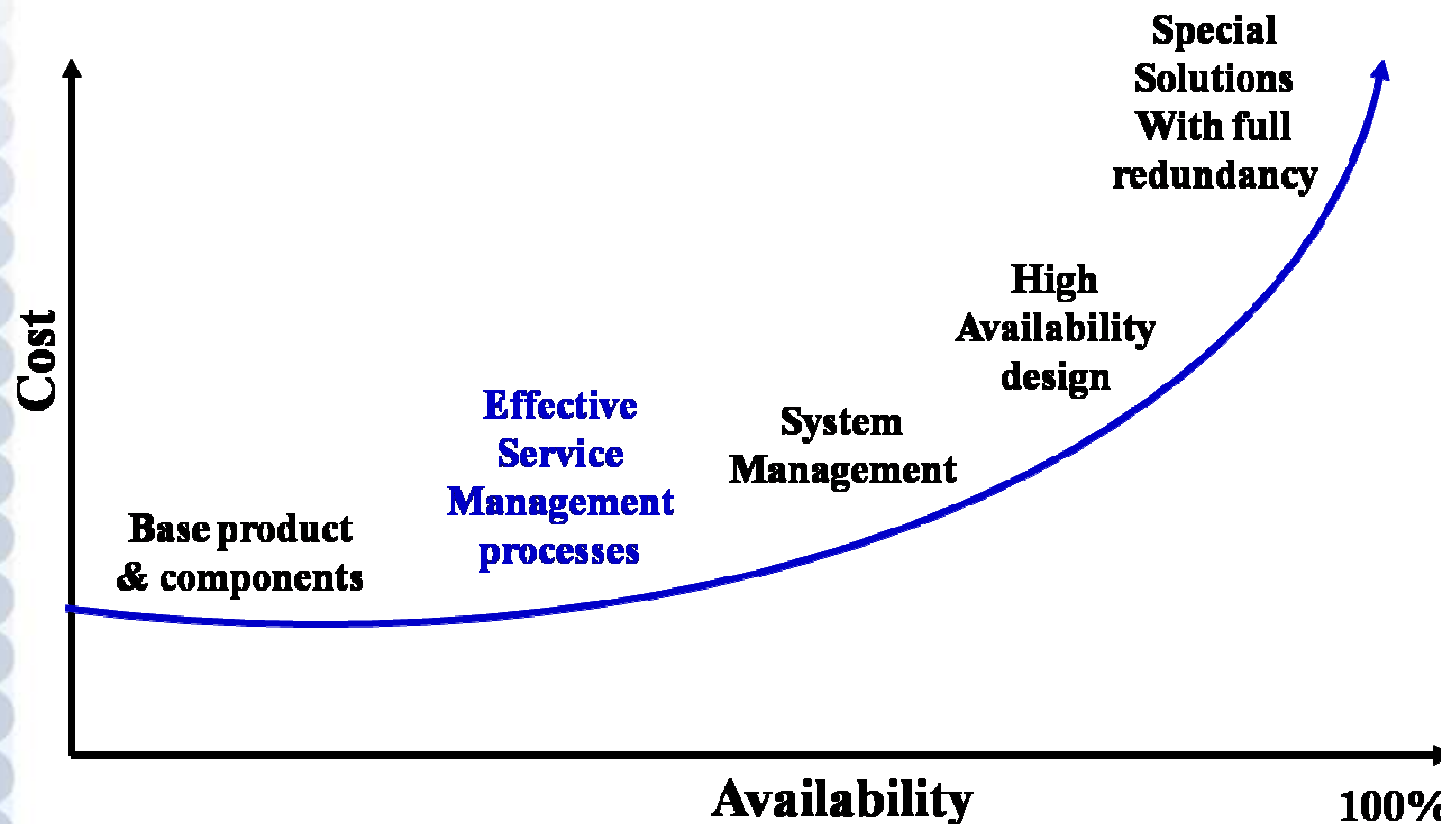 Special
Solutions
With full
redundancy
High
Availability
design
Cost
Effective
Service
Management
processes
System
Management
Base product
& components
Availability
100%